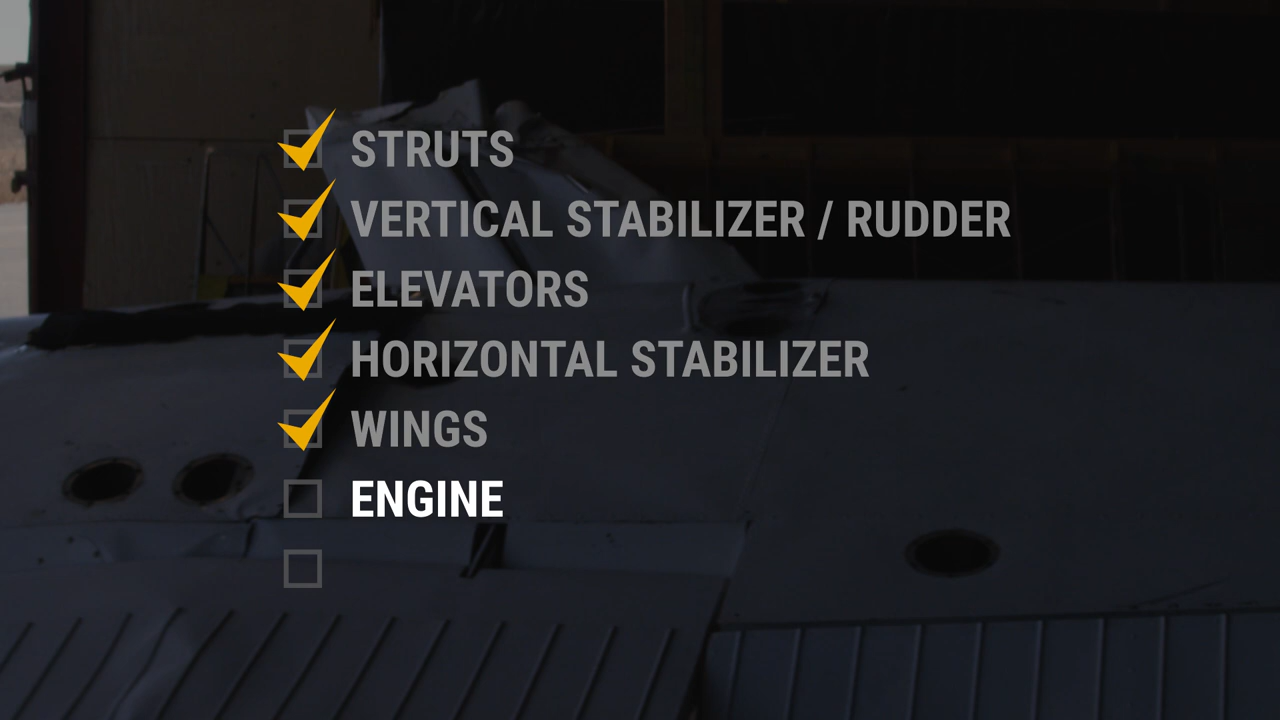 STRUTS
VERTICAL STABILIZER / RUDDER
ELEVATORS
HORIZONTAL STABILIZER
WINGS
ENGINE